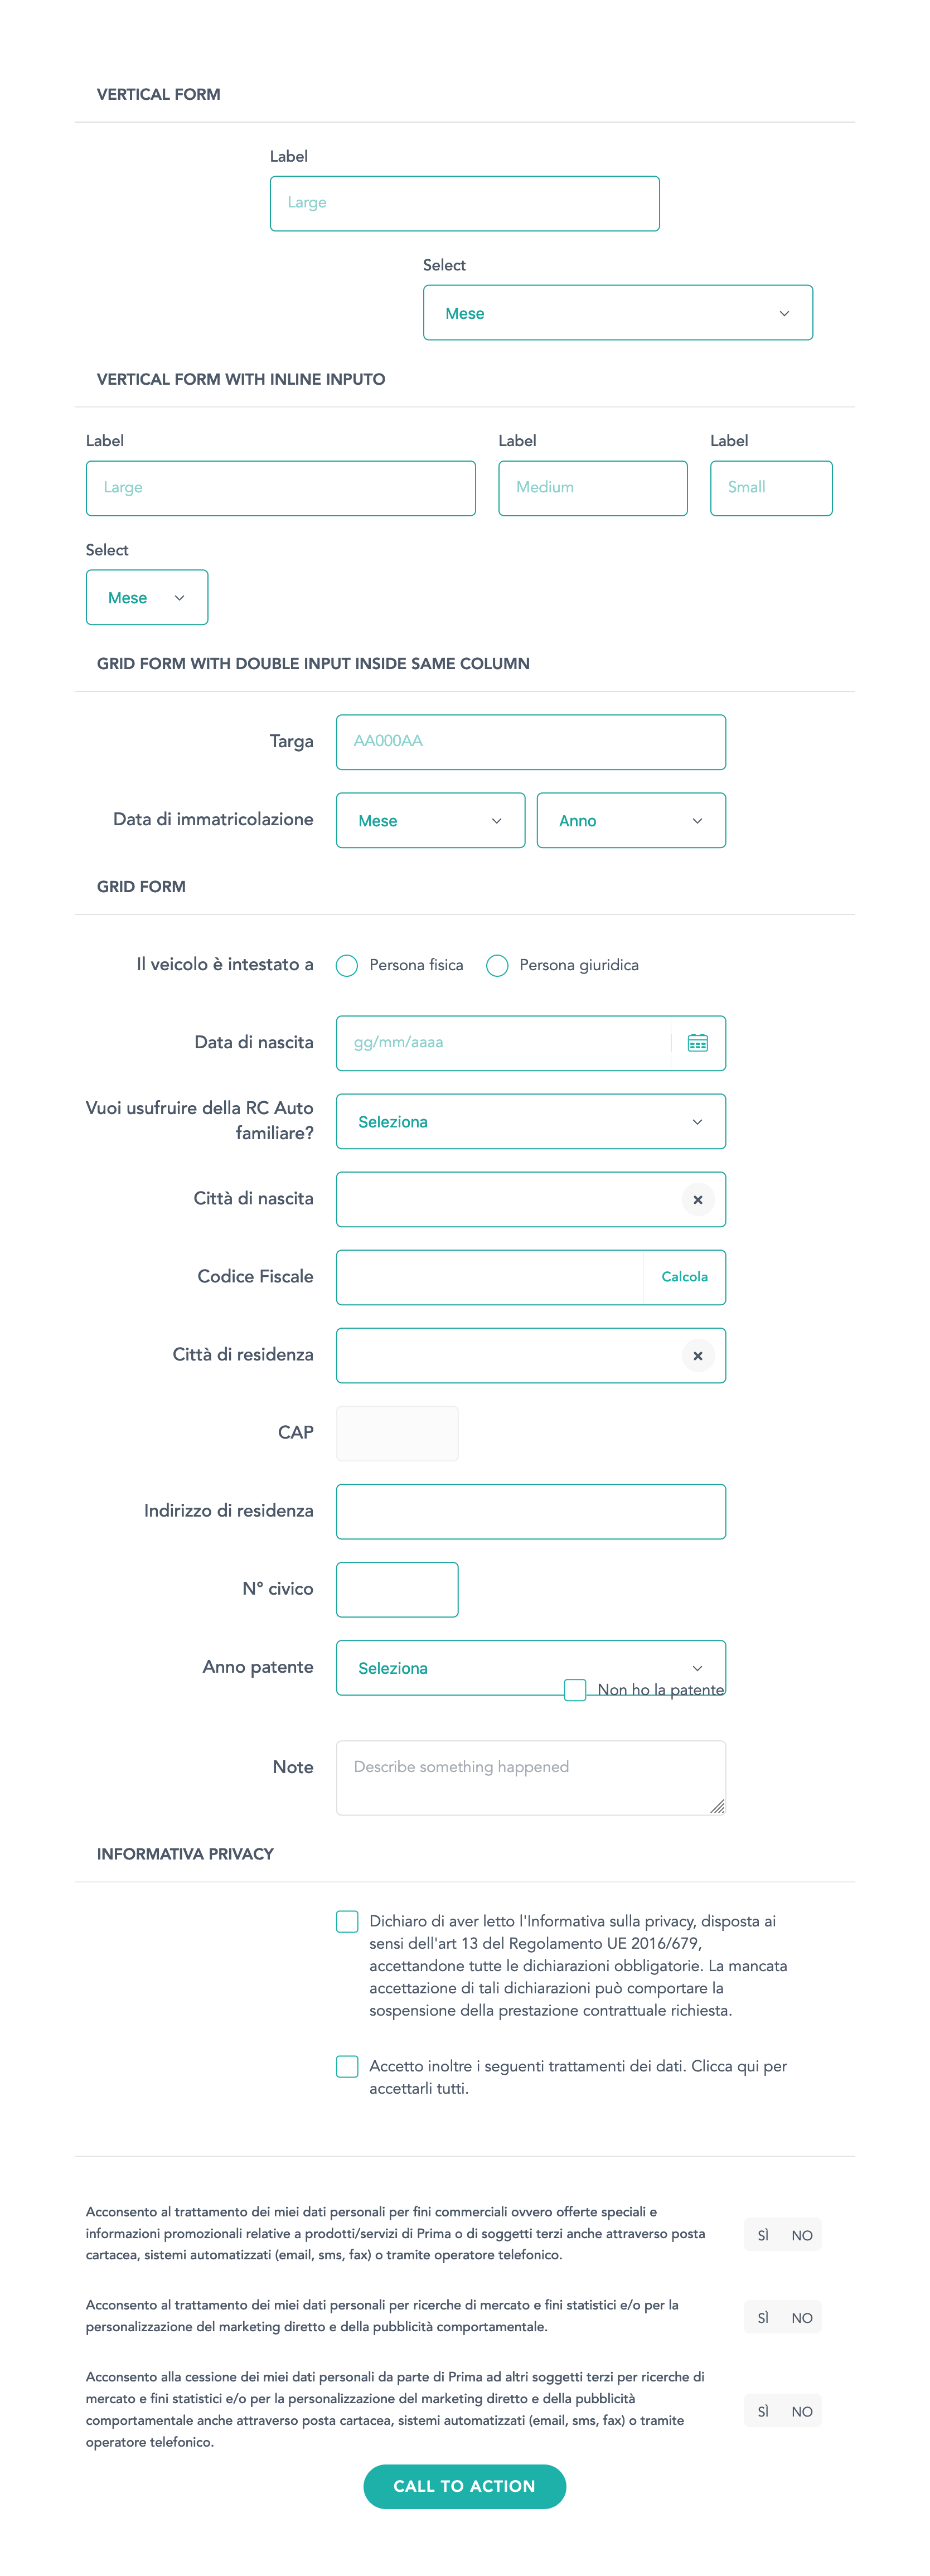 VERTICAL FORM
Label
Large
Select
Mese
VERTICAL FORM WITH INLINE INPUTO
Label Label Label
Large Medium Small
Select
Mese
GRID FORM WITH DOUBLE INPUT INSIDE SAME COLUMN
Targa AA000AA
Data di immatricolazione Mese Anno
GRID FORM
Il veicolo è intestato a Persona fisica Persona giuridica
Data di nascita gg/mm/aaaa
Vuoi usufruire della RC Auto
familiare?
Seleziona
Città di nascita
Codice Fiscale Calcola
Città di residenza
CAP
Indirizzo di residenza
N° civico
Anno patente Seleziona
Non ho la patente
Note Describe something happened
INFORMATIVA PRIVACY
Dichiaro di aver letto l'Informativa sulla privacy, disposta ai
sensi dell'art 13 del Regolamento UE 2016/679,
accettandone tutte le dichiarazioni obbligatorie. La mancata
accettazione di tali dichiarazioni può comportare la
sospensione della prestazione contrattuale richiesta.
Accetto inoltre i seguenti trattamenti dei dati. Clicca qui per
accettarli tutti.
Acconsento al trattamento dei miei dati personali per fini commerciali ovvero offerte speciali e
informazioni promozionali relative a prodotti/servizi di Prima o di soggetti terzi anche attraverso posta
cartacea, sistemi automatizzati (email, sms, fax) o tramite operatore telefonico.
SÌ NO
Acconsento al trattamento dei miei dati personali per ricerche di mercato e fini statistici e/o per la
personalizzazione del marketing diretto e della pubblicità comportamentale.
SÌ NO
Acconsento alla cessione dei miei dati personali da parte di Prima ad altri soggetti terzi per ricerche di
mercato e fini statistici e/o per la personalizzazione del marketing diretto e della pubblicità
comportamentale anche attraverso posta cartacea, sistemi automatizzati (email, sms, fax) o tramite
operatore telefonico.
SÌ NO
CALL TO ACTION